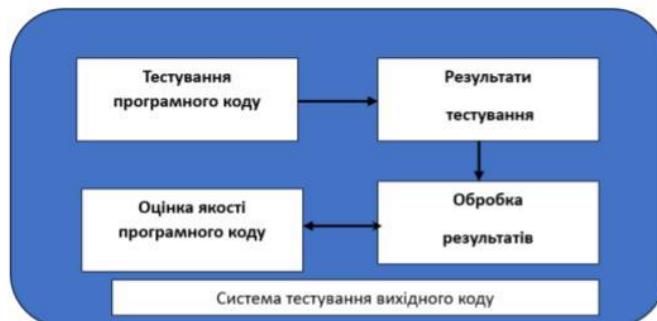 Тестування
програмного коду
Результати
тестування
Оцінка якості
програмного коду
Обробка
результатів
Система тестування вихідного коду